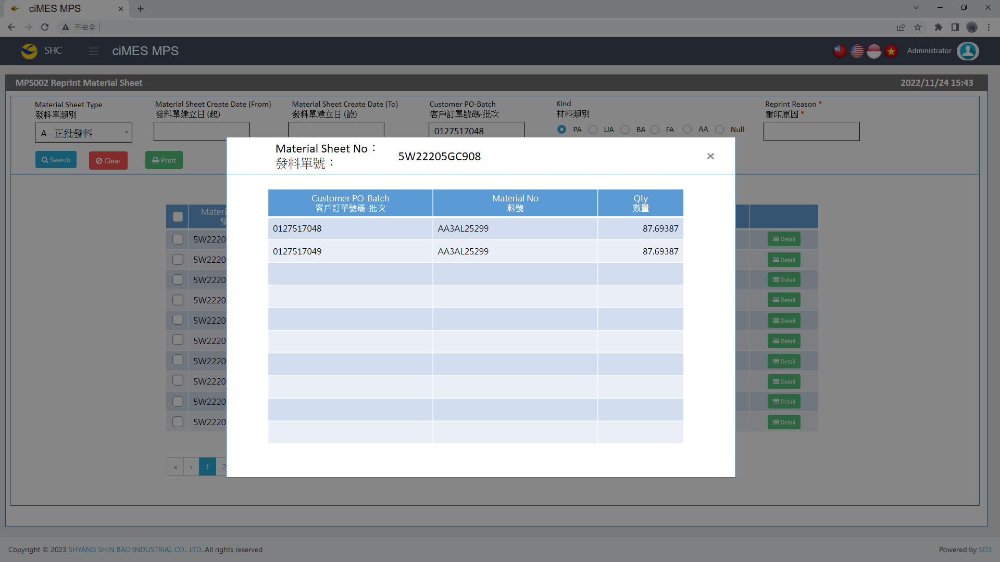 ciMES MPS
不安全
SHC
ciMES MPS
Administrator
MPS002 Reprint Material Sheet
2022/11/24 15:43
Material Sheet Type
發料單類別
A - 正批發料
Material Sheet Create Date (From)
發料單建立日 (起)
Material Sheet Create Date (To)
發料單建立日 (訖)
Customer PO-Batch
客戶訂單號碼-批次
0127517048
Kind
材料類別
PA UA BA FA AA Null
Reprint Reason *
重印原因 *
Search
Clear
Print
Material Sheet No：
發料單號：
5W22205GC908
Customer PO-Batch
客戶訂單號碼-批次
Material No
料號
Qty
數量
0127517048 AA3AL25299 87.69387
0127517049 AA3AL25299 87.69387
Materi
發
5W2220 Detail
5W2220 Detail
5W2220 Detail
5W2220 Detail
5W2220 Detail
5W2220 Detail
5W2220 Detail
5W2220 Detail
5W2220 Detail
5W2220 Detail
« ‹ 1 2
Copyright © 2023 SHYANG SHIN BAO INDUSTRIAL CO., LTD. All rights reserved
Powered by SD3